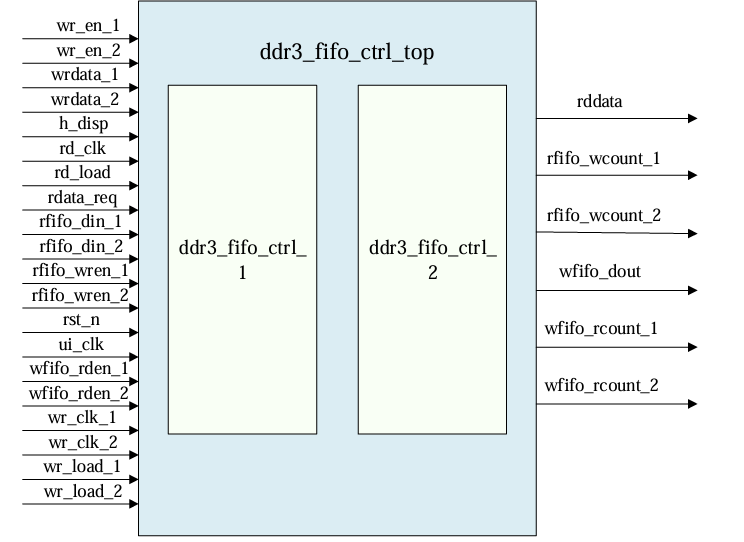 wr_en_1
wr_en_2
wrdata_1
wrdata_2
h_disp
rd_clk
rd_load
rdata_req
rfifo_din_1
rfifo_din_2
rfifo_wren_1
rfifo_wren_2
rst_n
ui_clk
wfifo_rden_1
wfifo_rden_2
wr_clk_1
wr_clk_2
wr_load_1
wr_load_2
ddr3_fifo_ctrl_top
ddr3_fifo_ctrl_
1
ddr3_fifo_ctrl_
2
rddata
rfifo_wcount_1
rfifo_wcount_2
wfifo_dout
wfifo_rcount_1
wfifo_rcount_2